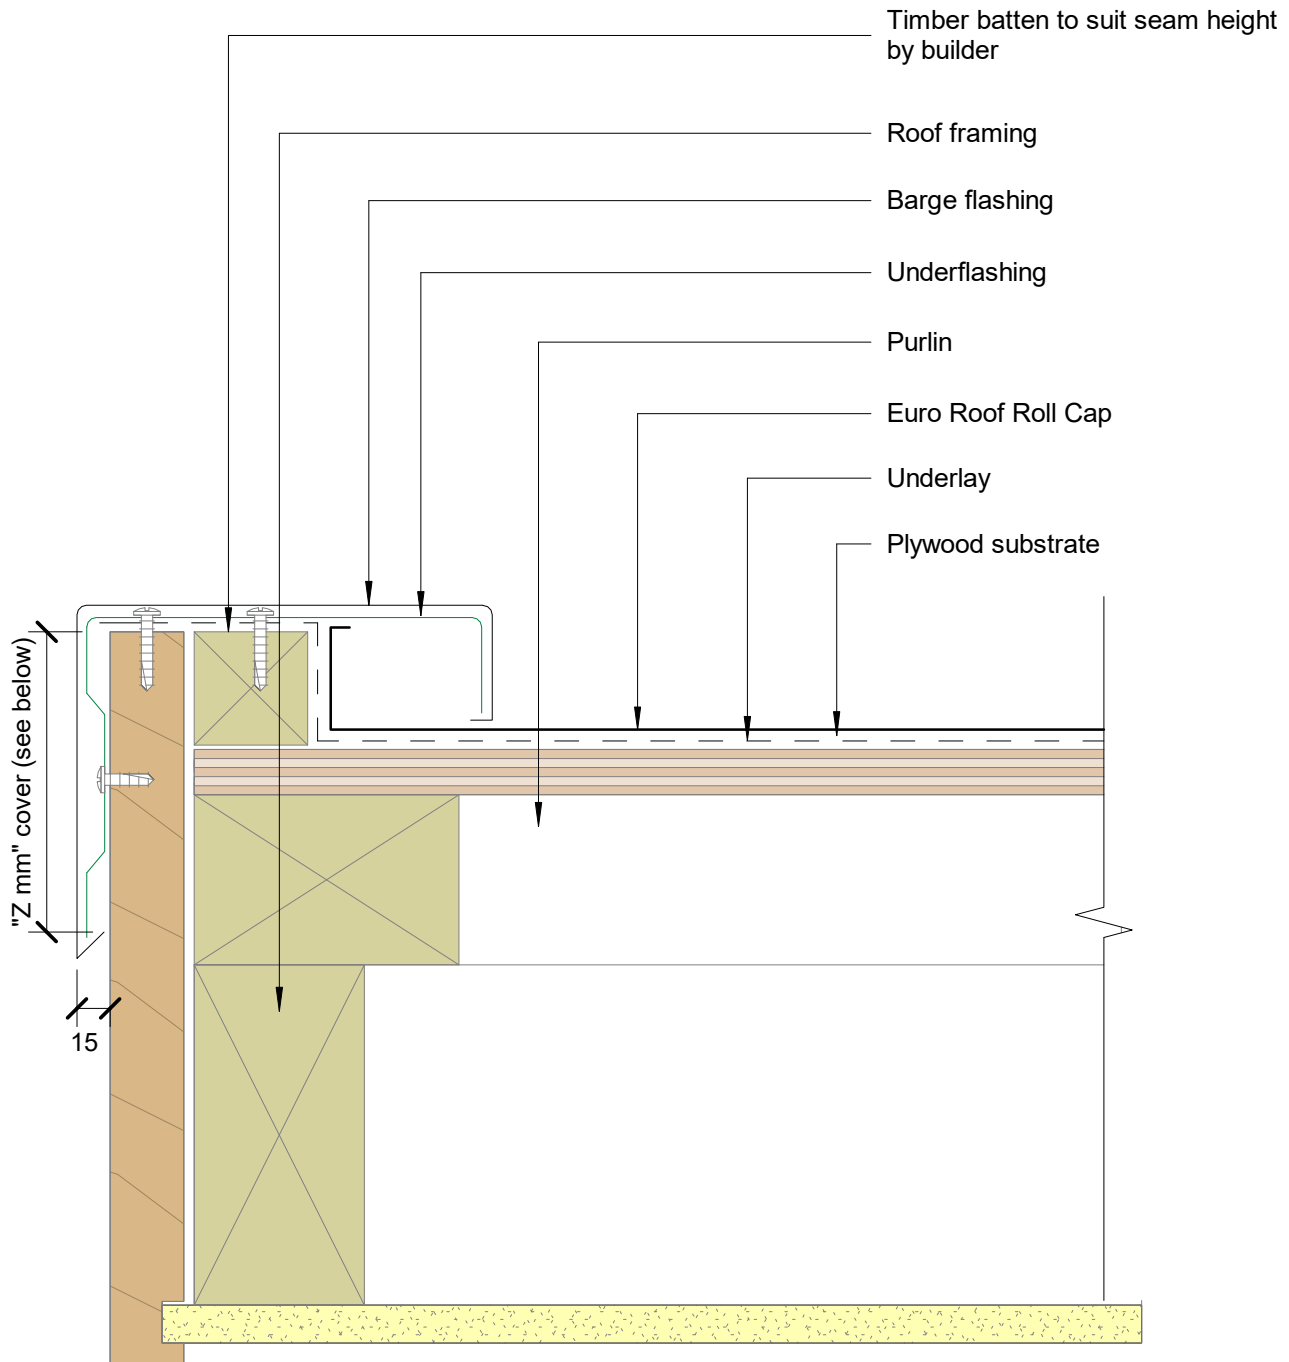 Timber batten to suit seam height
by builder
Roof framing
Barge flashing
Underflashing
Purlin
Euro Roof Roll Cap
Underlay
Plywood substrate
"Z mm" cover (see below)
15